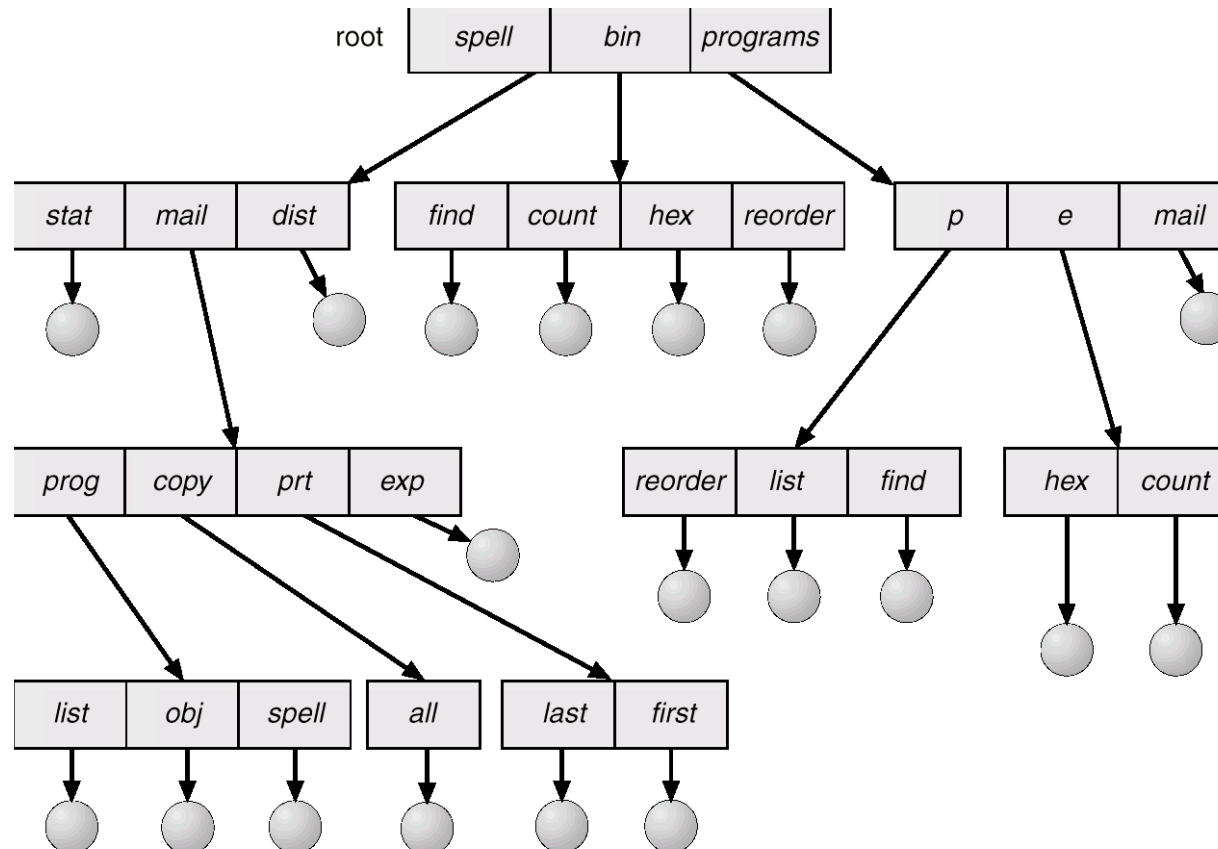 root spell bin programs
stat mail dist find count hex reorder p e mail
prog copy prt exp reorder list find hex count
list obj spell all last first